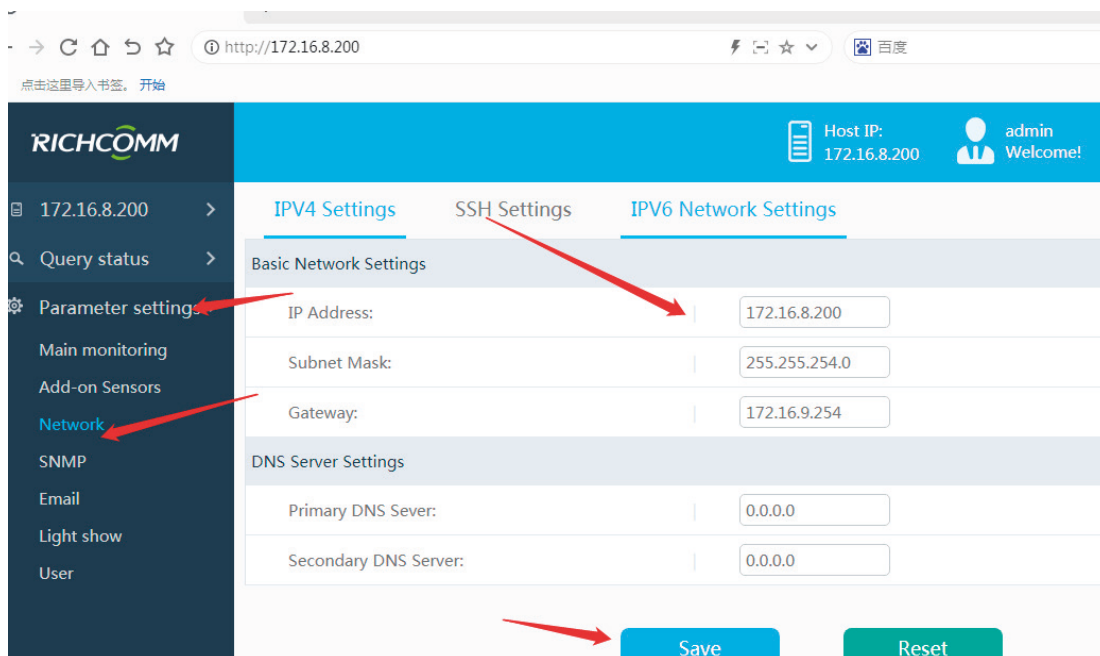 http://172.16.8.200
百度
点击这里导入书签。 开始
RICHCOMM
Host IP:
172.16.8.200
admin
Welcome!
172.16.8.200
Query status
Parameter settings
Main monitoring
Add-on Sensors
Network
SNMP
Email
Light show
User
IPV4 Settings
SSH Settings
IPV6 Network Settings
Basic Network Settings
IP Address:
172.16.8.200
Subnet Mask:
255.255.254.0
Gateway:
172.16.9.254
DNS Server Settings
Primary DNS Sever:
0.0.0.0
Secondary DNS Server:
0.0.0.0
Save
Reset